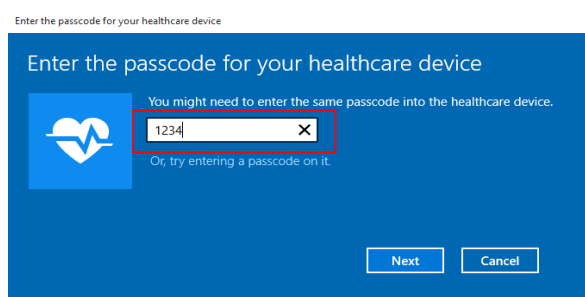 Enter the passcode for your healthcare device
Enter the passcode for your healthcare device
You might need to enter the same passcode into the healthcare device.
1234
Or, try entering a passcode on it.
Next Cancel